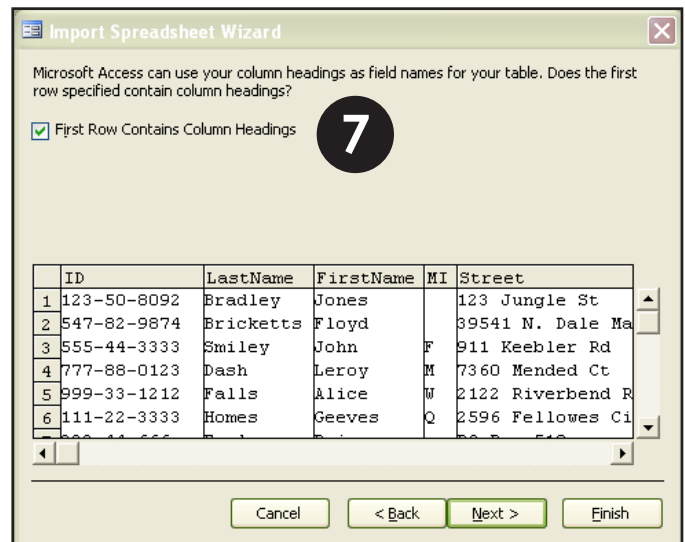 Import Spreadsheet Wizard
Microsoft Access can use your column headings as field names for your table. Does the first
row specified contain column headings?
First Row Contains Column Headings
7
ID LastName FirstName MI Street
1 123-50-8092 Bradley Jones 123 Jungle St
2 547-82-9874 Bricketts Floyd 39541 N. Dale Ma
3 555-44-3333 Smiley John F 911 Keebler Rd
4 777-88-0123 Dash Leroy M 7360 Mended Ct
5 999-33-1212 Falls Alice W 2122 Riverbend R
6 111-22-3333 Homes Geeves Q 2596 Fellowes Ci
Cancel < Back Next > Finish